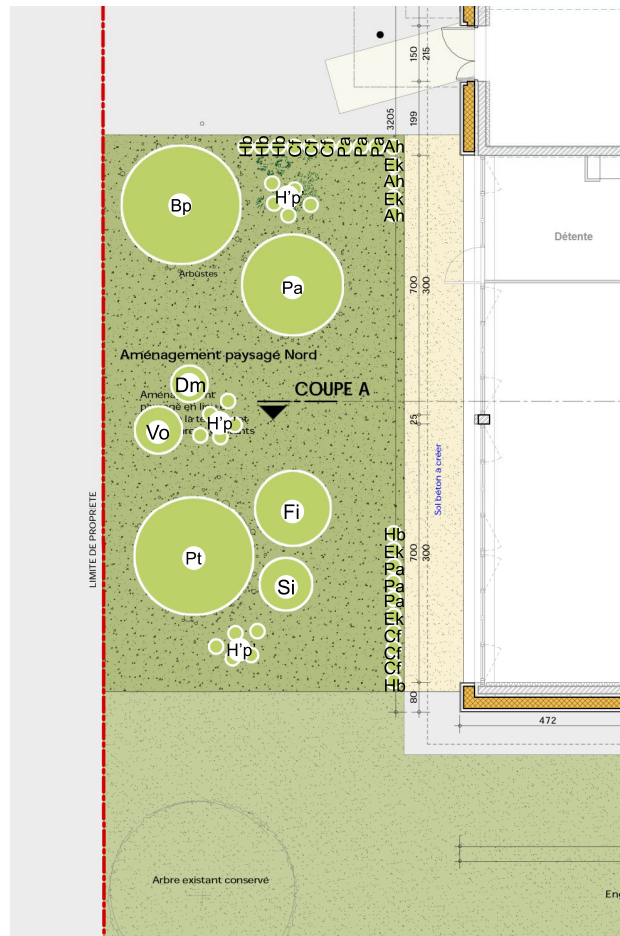 150
215
199
3205
Hb
Hb
Hb
Cf
Cf
Cf
Pa
Pa
Pa
Ah
Ek
Ah
Ek
Ah
Bp
H'p'
Détente
Arbustes
Pa
700
300
Aménagement paysagé Nord
COUPE A
Dm
Vo
H'p'
25
Sol béton à créer
LIMITE DE PROPRETE
Fi
Pt
Si
H'p'
700
300
Hb
Ek
Pa
Pa
Pa
Ek
Cf
Cf
Cf
Hb
80
472
Arbre existant conservé